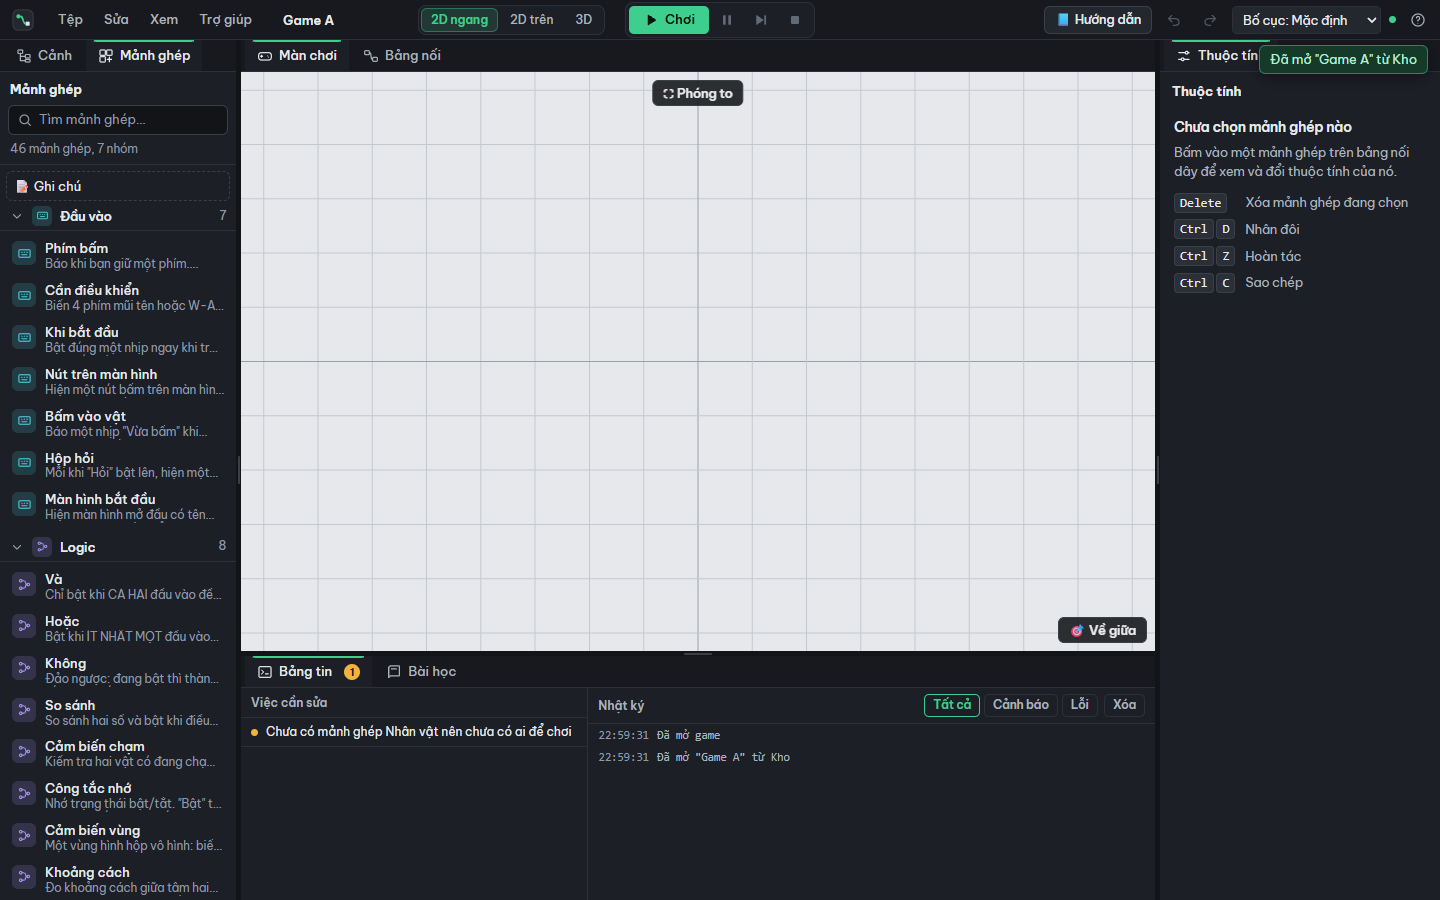 Tệp Sửa Xem Trợ giúp Game A 2D ngang 2D trên 3D Chơi 📘 Hướng dẫn Bố cục: Mặc định
Cảnh Mảnh ghép Màn chơi Bảng nối Thuộc tín
Đã mở "Game A" từ Kho
Mảnh ghép
Tìm mảnh ghép...
46 mảnh ghép, 7 nhóm
📝 Ghi chú
Đầu vào 7
Phím bấm
Báo khi bạn giữ một phím....
Cần điều khiển
Biến 4 phím mũi tên hoặc W-A...
Khi bắt đầu
Bật đúng một nhịp ngay khi tr...
Nút trên màn hình
Hiện một nút bấm trên màn hìn...
Bấm vào vật
Báo một nhịp "Vừa bấm" khi...
Hộp hỏi
Mỗi khi "Hỏi" bật lên, hiện một...
Màn hình bắt đầu
Hiện màn hình mở đầu có tên...
Logic 8
Và
Chỉ bật khi CẢ HAI đầu vào đề...
Hoặc
Bật khi ÍT NHẤT MỘT đầu vào...
Không
Đảo ngược: đang bật thì thàn...
So sánh
So sánh hai số và bật khi điều...
Cảm biến chạm
Kiểm tra hai vật có đang chạ...
Công tắc nhớ
Nhớ trạng thái bật/tắt. "Bật" t...
Cảm biến vùng
Một vùng hình hộp vô hình: biế...
Khoảng cách
Đo khoảng cách giữa tâm hai...
Phóng to
🎯 Về giữa
Bảng tin 1 Bài học
Việc cần sửa
Chưa có mảnh ghép Nhân vật nên chưa có ai để chơi
Nhật ký Tất cả Cảnh báo Lỗi Xóa
22:59:31 Đã mở game
22:59:31 Đã mở "Game A" từ Kho
Thuộc tính
Chưa chọn mảnh ghép nào
Bấm vào một mảnh ghép trên bảng nối
dây để xem và đổi thuộc tính của nó.
Delete Xóa mảnh ghép đang chọn
Ctrl D Nhân đôi
Ctrl Z Hoàn tác
Ctrl C Sao chép